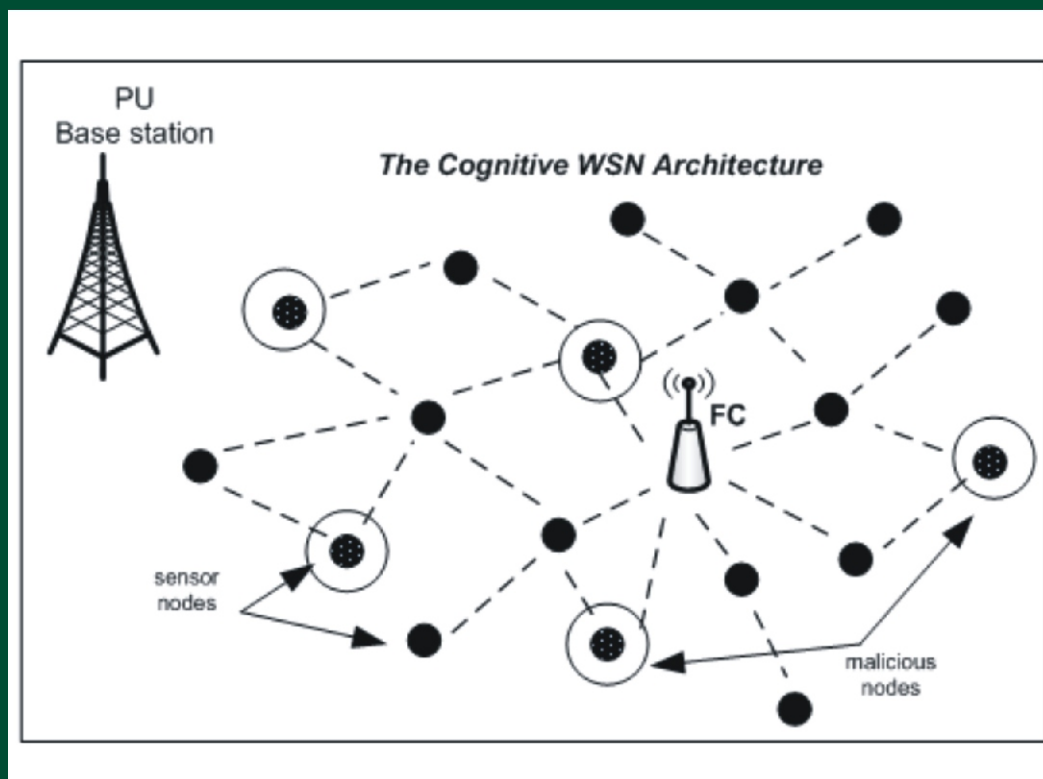 PU
Base station
The Cognitive WSN Architecture
FC
sensor
nodes
malicious
nodes